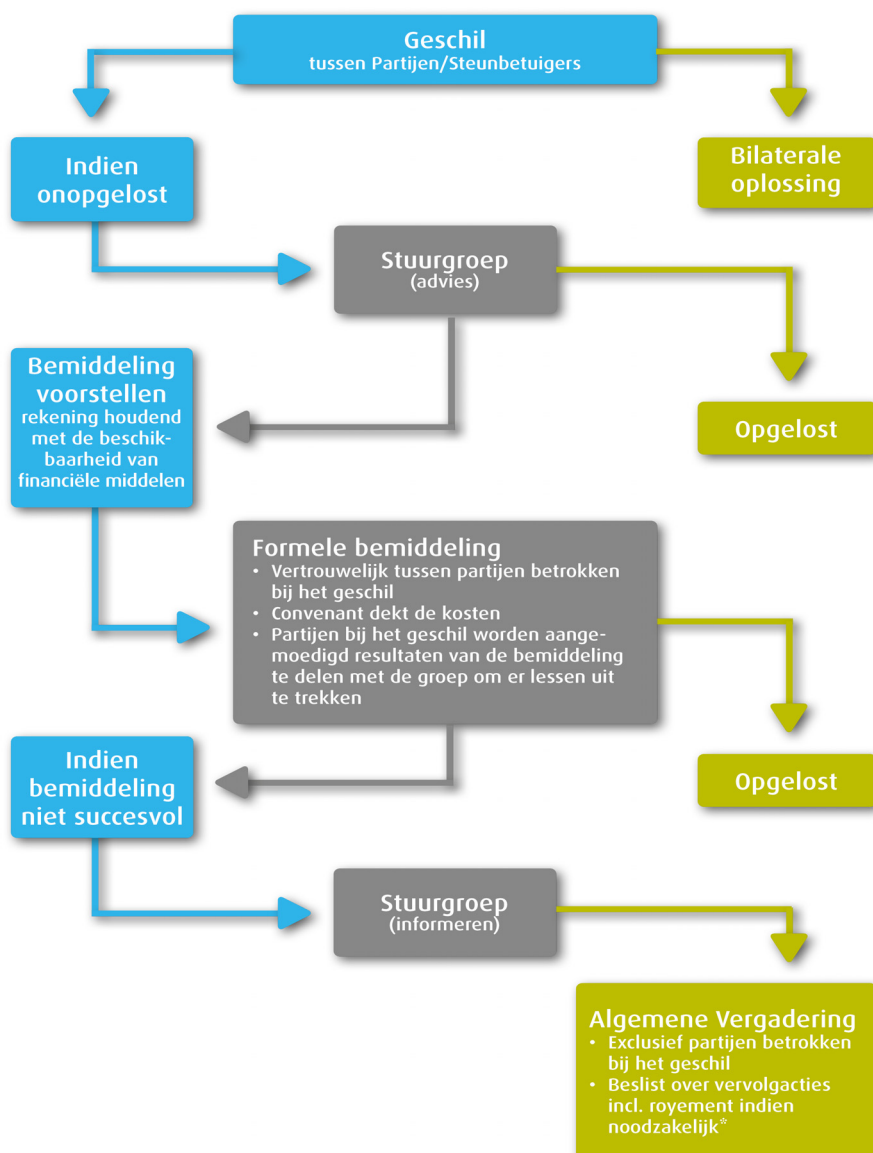 Geschil
tussen Partijen/Steunbetuigers
Indien
onopgelost
Bilaterale
oplossing
Stuurgroep
(advies)
Bemiddeling
voorstellen
rekening houdend
met de beschik-
baarheid van
financiële middelen
Opgelost
Formele bemiddeling
• Vertrouwelijk tussen partijen betrokken
bij het geschil
• Convenant dekt de kosten
• Partijen bij het geschil worden aange-
moedigd resultaten van de bemiddeling
te delen met de groep om er lessen uit
te trekken
Indien
bemiddeling
niet succesvol
Opgelost
Stuurgroep
(informeren)
Algemene Vergadering
• Exclusief partijen betrokken
bij het geschil
• Beslist over vervolgacties
incl. royement indien
noodzakelijk*